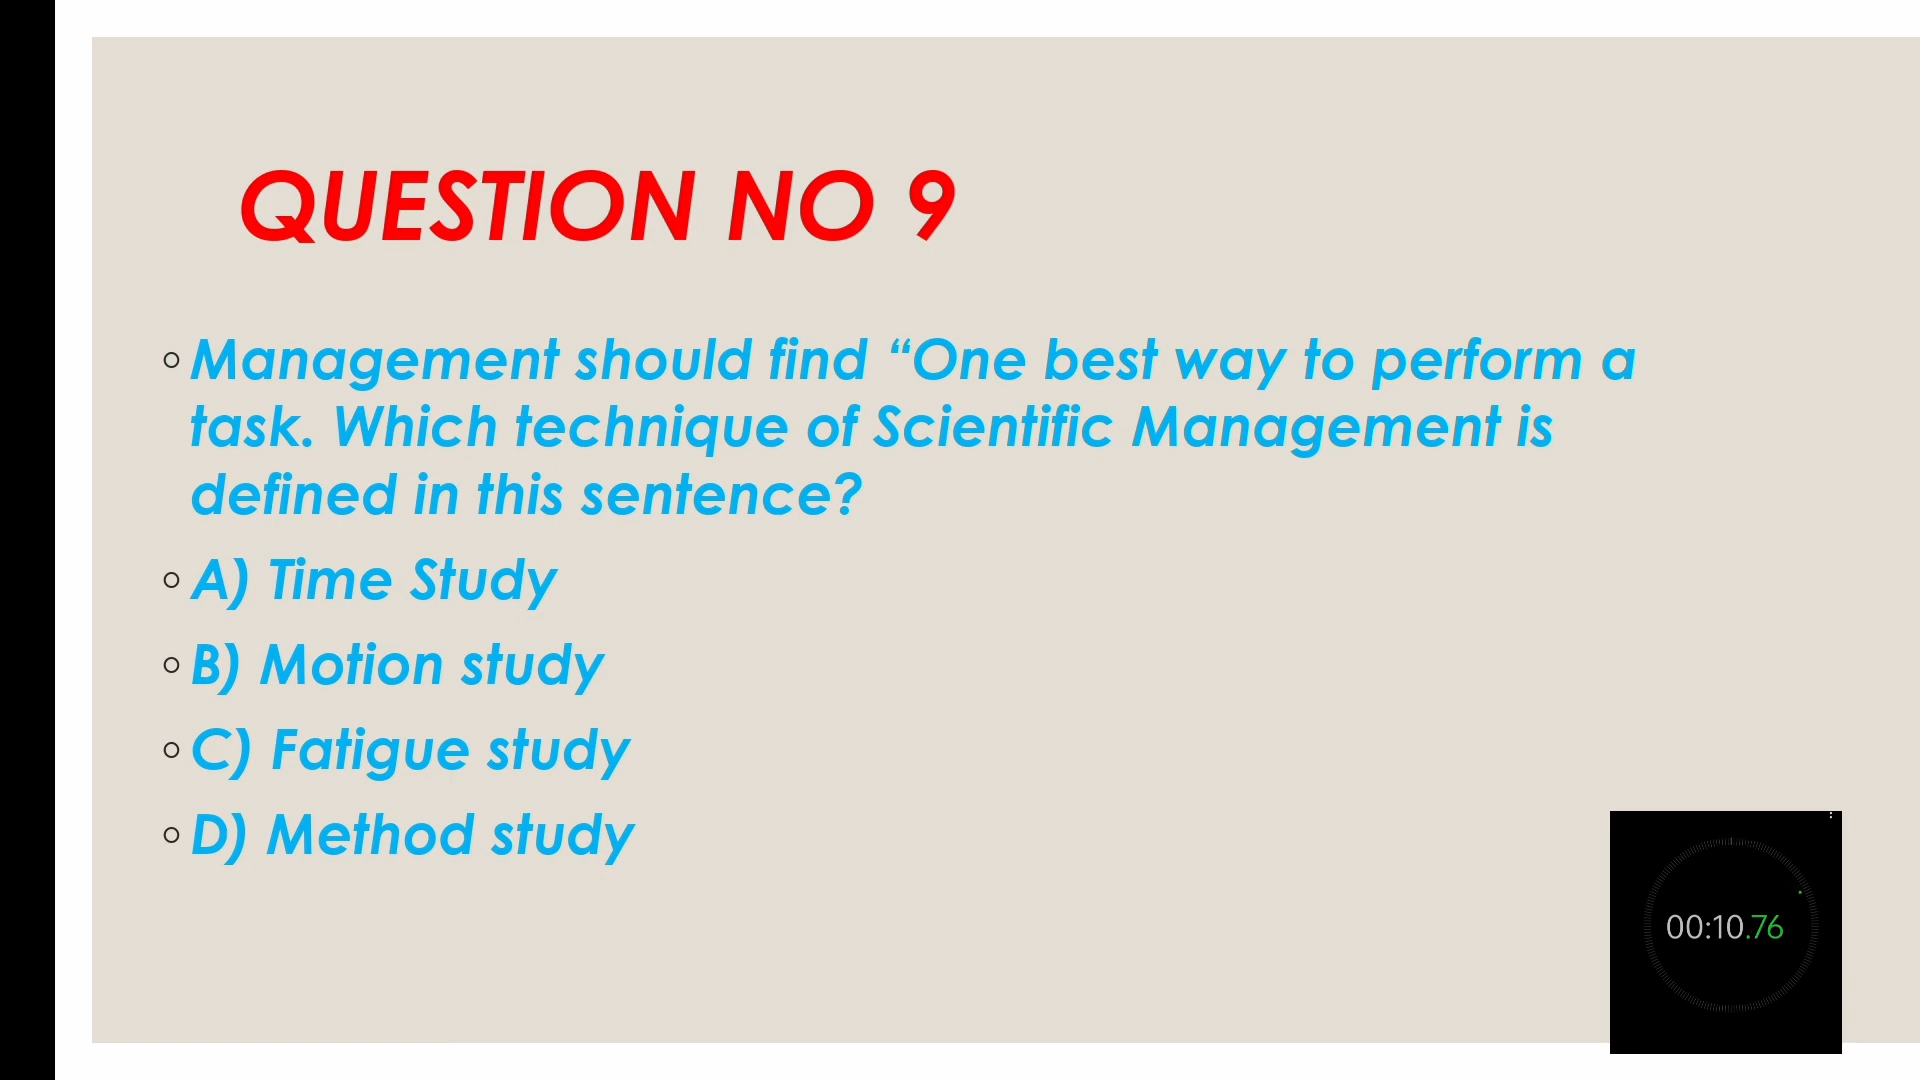 QUESTION NO 9
Management should find “One best way to perform a
task. Which technique of Scientific Management is
defined in this sentence?
A) Time Study
B) Motion study
C) Fatigue study
D) Method study
00:10.76